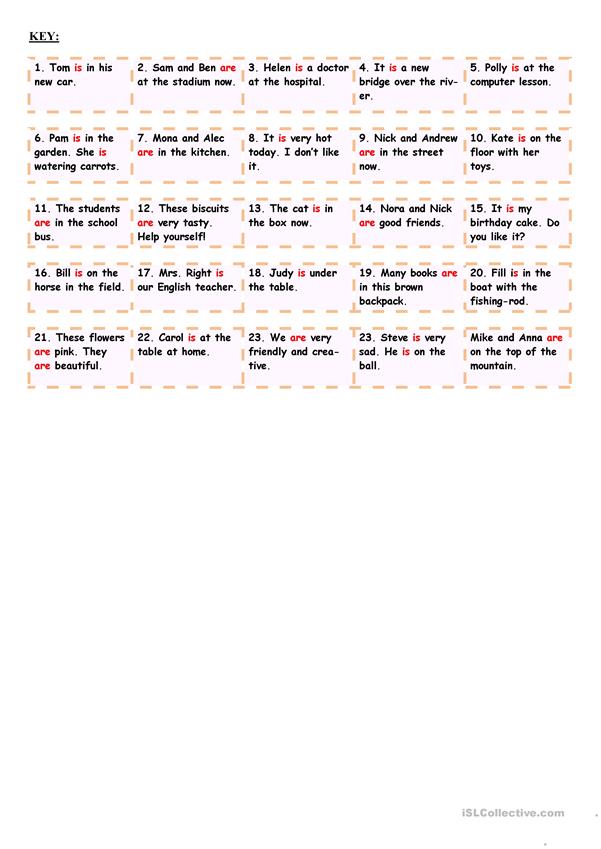 KEY:
1. Tom is in his
new car.
2. Sam and Ben are
at the stadium now.
3. Helen is a doctor
at the hospital.
4. It is a new
bridge over the riv-
er.
5. Polly is at the
computer lesson.
6. Pam is in the
garden. She is
watering carrots.
7. Mona and Alec
are in the kitchen.
8. It is very hot
today. I don't like
it.
9. Nick and Andrew
are in the street
now.
10. Kate is on the
floor with her
toys.
11. The students
are in the school
bus.
12. These biscuits
are very tasty.
Help yourself!
13. The cat is in
the box now.
14. Nora and Nick
are good friends.
15. It is my
birthday cake. Do
you like it?
16. Bill is on the
horse in the field.
17. Mrs. Right is
our English teacher.
18. Judy is under
the table.
19. Many books are
in this brown
backpack.
20. Fill is in the
boat with the
fishing-rod.
21. These flowers
are pink. They
are beautiful.
22. Carol is at the
table at home.
23. We are very
friendly and crea-
tive.
23. Steve is very
sad. He is on the
ball.
Mike and Anna are
on the top of the
mountain.
iSLCollective.com